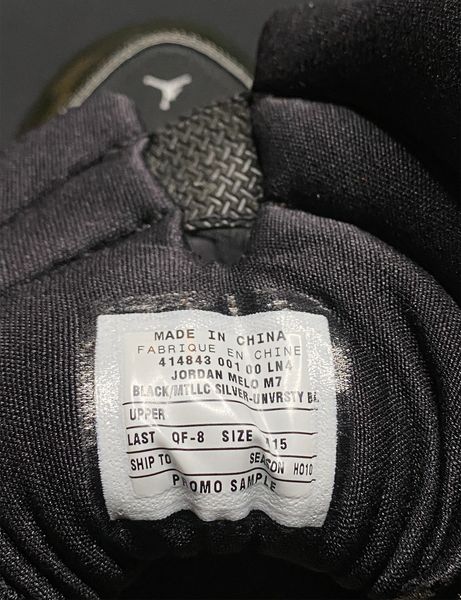 MADE IN CHINA
FABRIQUE EN CHINE
414843 001 00 LN4
JORDAN MELO M7
BLACK/MTLLC SILVER-UNVRSTY
UPPER
LAST QF-8 SIZE A15
SHIP TO SEASON HO10
PROMO SAMPLE